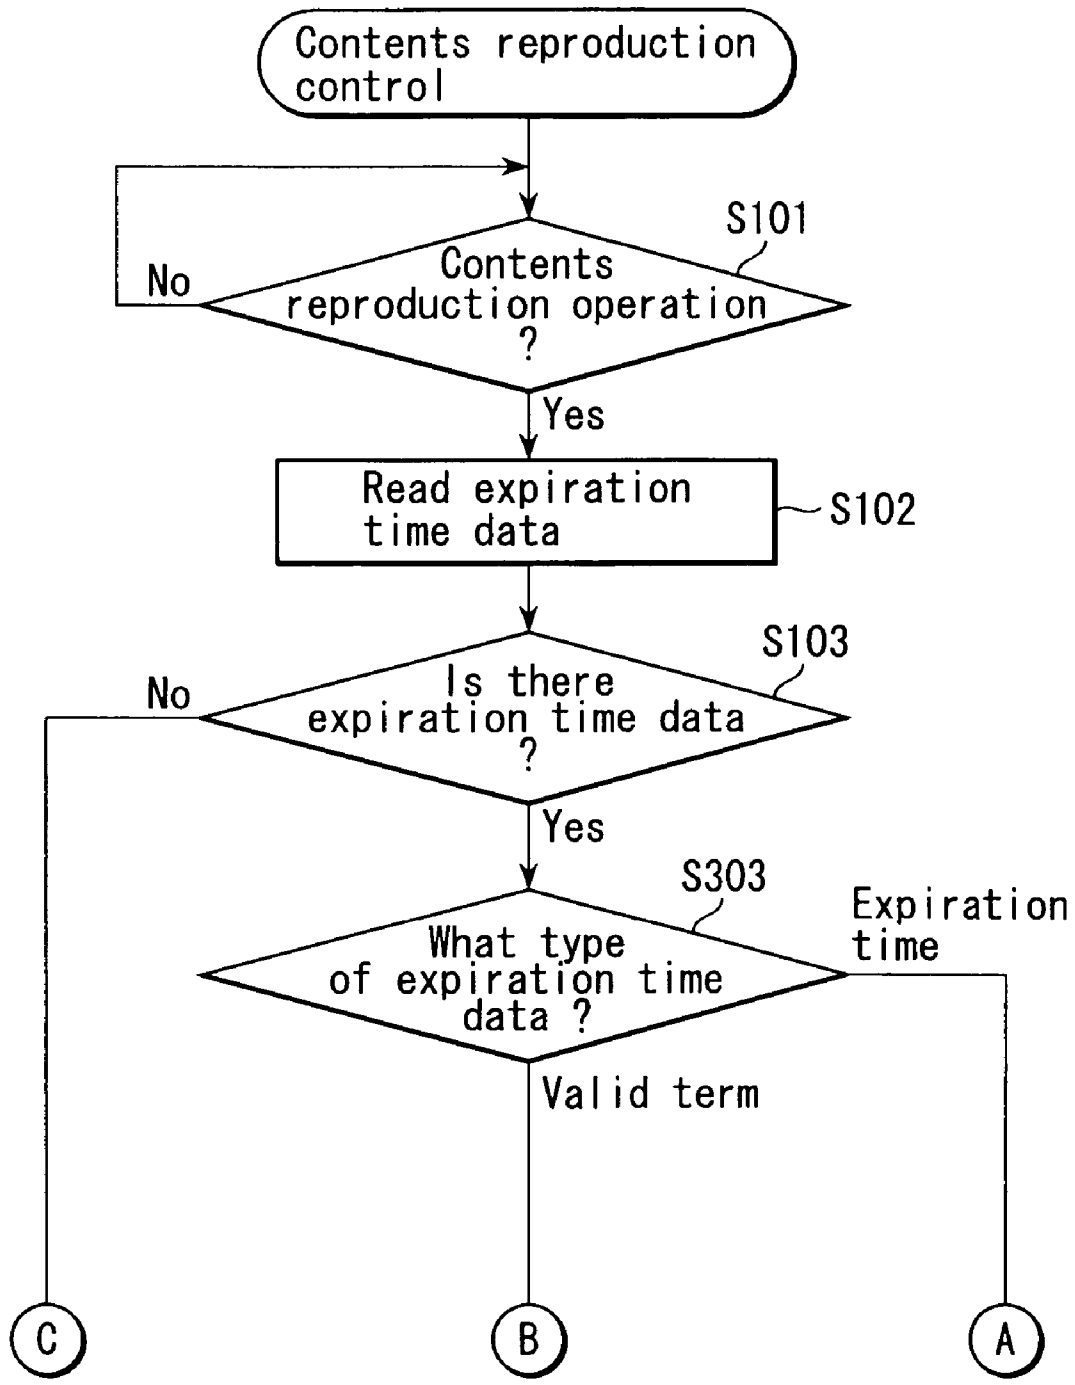 Contents reproduction
control
S101
No
Contents
reproduction operation
?
Yes
Read expiration
time data
S102
S103
No
Is there
expiration time data
?
Yes
S303
Expiration
time
What type
of expiration time
data ?
Valid term
C
B
A